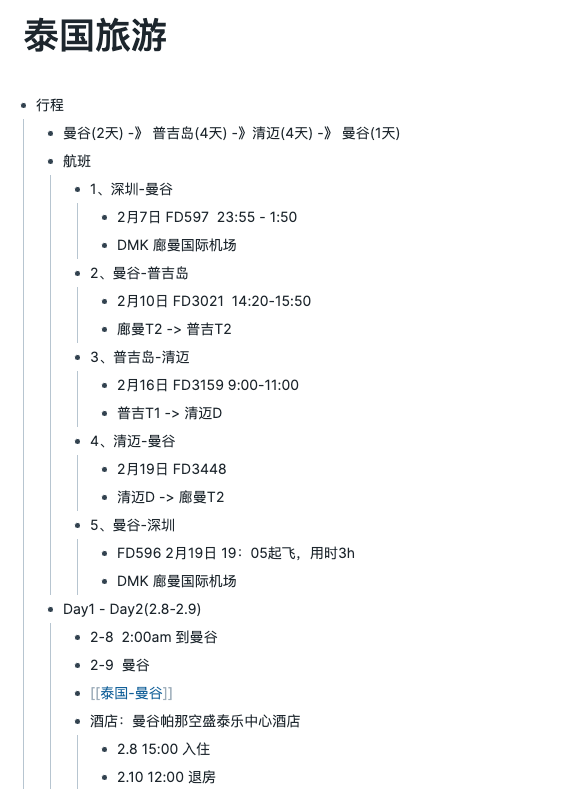 泰国旅游
行程
曼谷(2天) -》 普吉岛(4天) -》清迈(4天) -》 曼谷(1天)
航班
1、深圳-曼谷
2月7日 FD597  23:55 - 1:50
DMK 廊曼国际机场
2、曼谷-普吉岛
2月10日 FD3021  14:20-15:50
廊曼T2 -> 普吉T2
3、普吉岛-清迈
2月16日 FD3159 9:00-11:00
普吉T1 -> 清迈D
4、清迈-曼谷
2月19日 FD3448
清迈D -> 廊曼T2
5、曼谷-深圳
FD596 2月19日 19：05起飞，用时3h
DMK 廊曼国际机场
Day1 - Day2(2.8-2.9)
2-8  2:00am 到曼谷
2-9  曼谷
[[泰国-曼谷]]
酒店：曼谷帕那空盛泰乐中心酒店
2.8 15:00 入住
2.10 12:00 退房